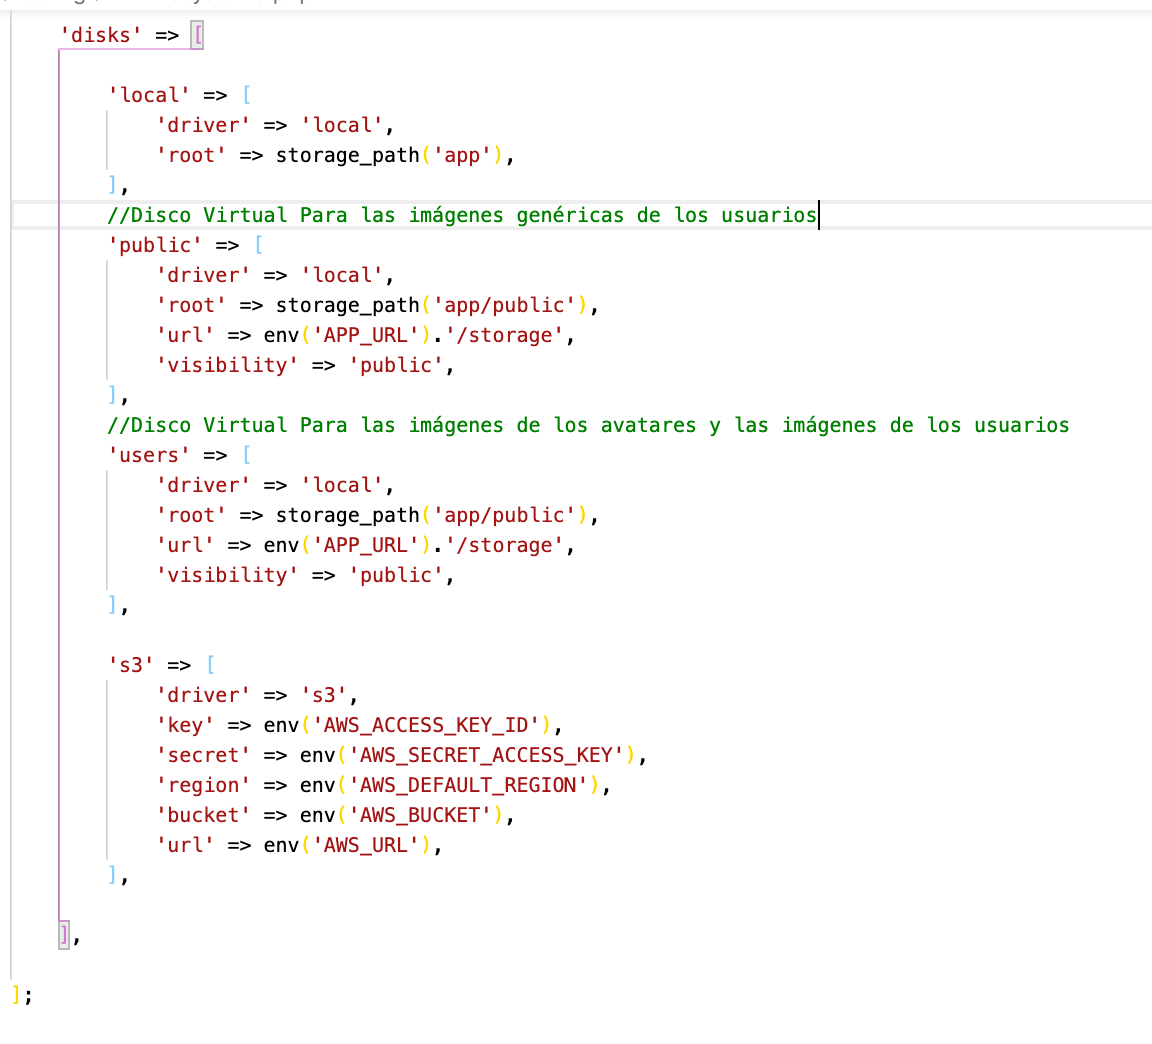 'disks' => [
'local' => [
'driver' => 'local',
'root' => storage_path('app'),
],
//Disco Virtual Para las imágenes genéricas de los usuarios
'public' => [
'driver' => 'local',
'root' => storage_path('app/public'),
'url' => env('APP_URL').'/storage',
'visibility' => 'public',
],
//Disco Virtual Para las imágenes de los avatares y las imágenes de los usuarios
'users' => [
'driver' => 'local',
'root' => storage_path('app/public'),
'url' => env('APP_URL').'/storage',
'visibility' => 'public',
],
's3' => [
'driver' => 's3',
'key' => env('AWS_ACCESS_KEY_ID'),
'secret' => env('AWS_SECRET_ACCESS_KEY'),
'region' => env('AWS_DEFAULT_REGION'),
'bucket' => env('AWS_BUCKET'),
'url' => env('AWS_URL'),
],
],
];